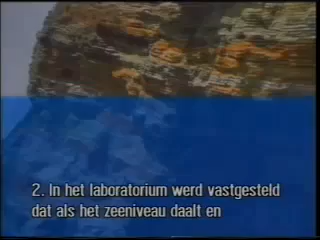 2. In het laboratorium werd vastgesteld
dat als het zeeniveau daalt en